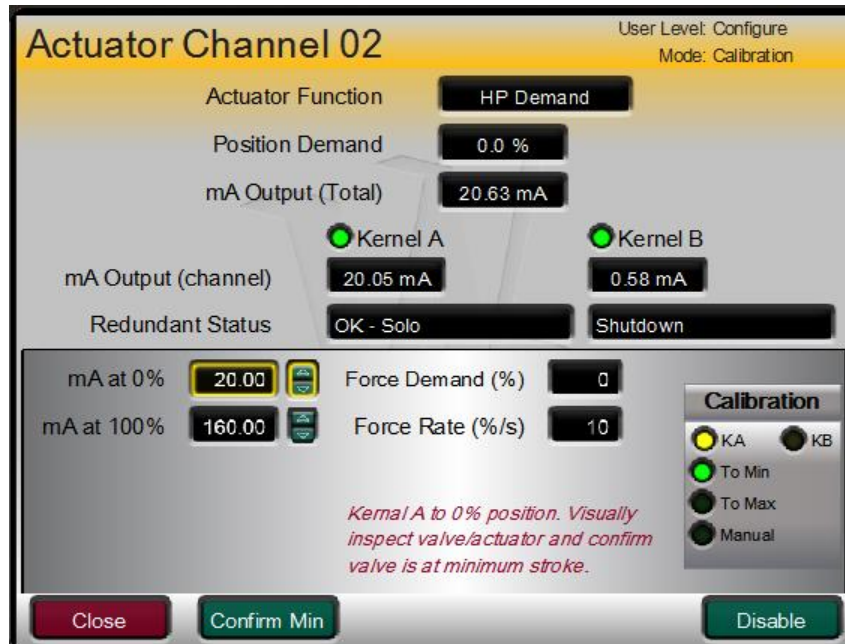 Actuator Channel 02
User Level: Configure
Mode: Calibration
Actuator Function HP Demand
Position Demand 0.0 %
mA Output (Total) 20.63 mA
Kernel A Kernel B
mA Output (channel) 20.05 mA 0.58 mA
Redundant Status OK - Solo Shutdown
mA at 0% 20.00 Force Demand (%) 0
mA at 100% 160.00 Force Rate (%/s) 10
Calibration
KA KB
To Min
To Max
Manual
Kernal A to 0% position. Visually
inspect valve/actuator and confirm
valve is at minimum stroke.
Close Confirm Min Disable